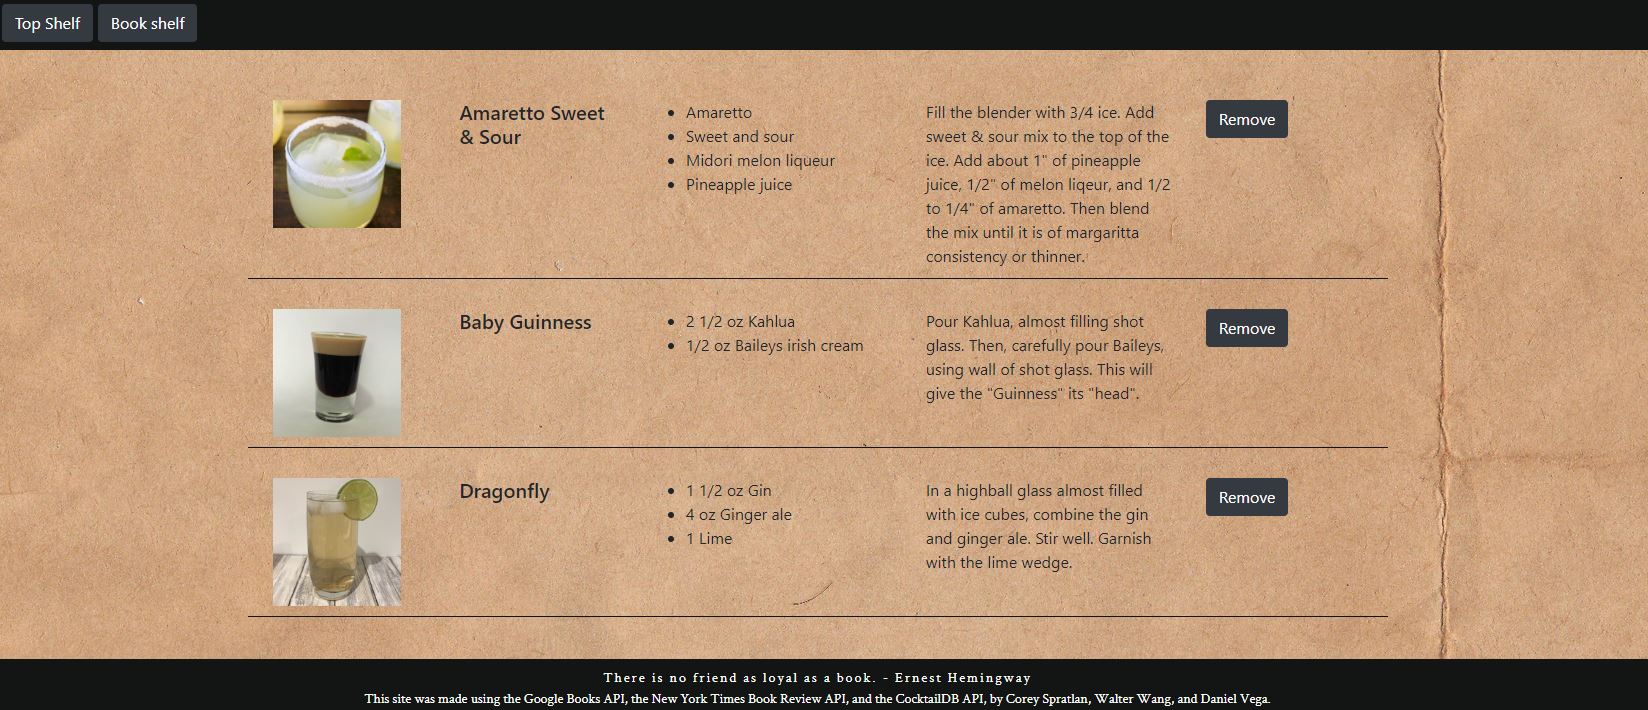 Top Shelf
Book shelf
Amaretto Sweet
& Sour
Amaretto
Sweet and sour
Midori melon liqueur
Pineapple juice
Fill the blender with 3/4 ice. Add
sweet & sour mix to the top of the
ice. Add about 1" of pineapple
juice, 1/2" of melon liqeur, and 1/2
to 1/4" of amaretto. Then blend
the mix until it is of margaritta
consistency or thinner.
Remove
Baby Guinness
2 1/2 oz Kahlua
1/2 oz Baileys irish cream
Pour Kahlua, almost filling shot
glass. Then, carefully pour Baileys,
using wall of shot glass. This will
give the "Guinness" its "head".
Remove
Dragonfly
1 1/2 oz Gin
4 oz Ginger ale
1 Lime
In a highball glass almost filled
with ice cubes, combine the gin
and ginger ale. Stir well. Garnish
with the lime wedge.
Remove
There is no friend as loyal as a book. - Ernest Hemingway
This site was made using the Google Books API, the New York Times Book Review API, and the CocktailDB API, by Corey Spratlan, Walter Wang, and Daniel Vega.